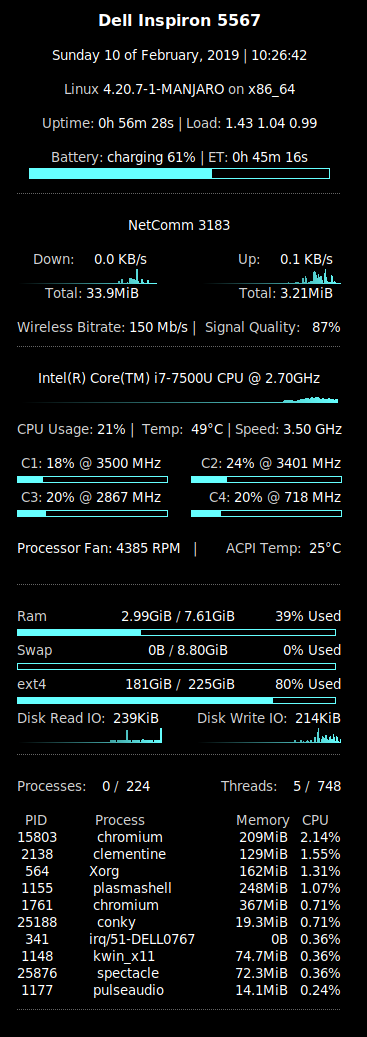 Dell Inspiron 5567
Sunday 10 of February, 2019 | 10:26:42
Linux 4.20.7-1-MANJARO on x86_64
Uptime: 0h 56m 28s | Load: 1.43 1.04 0.99
Battery: charging 61% | ET: 0h 45m 16s
NetComm 3183
Down: 0.0 KB/s Up: 0.1 KB/s
Total: 33.9MiB Total: 3.21MiB
Wireless Bitrate: 150 Mb/s | Signal Quality: 87%
Intel(R) Core(TM) i7-7500U CPU @ 2.70GHz
CPU Usage: 21% | Temp: 49°C | Speed: 3.50 GHz
C1: 18% @ 3500 MHz C2: 24% @ 3401 MHz
C3: 20% @ 2867 MHz C4: 20% @ 718 MHz
Processor Fan: 4385 RPM | ACPI Temp: 25°C
Ram 2.99GiB / 7.61GiB 39% Used
Swap 0B / 8.80GiB 0% Used
ext4 181GiB / 225GiB 80% Used
Disk Read IO: 239KiB Disk Write IO: 214KiB
Processes: 0 / 224 Threads: 5 / 748
PID Process Memory CPU
15803 chromium 209MiB 2.14%
2138 clementine 129MiB 1.55%
564 Xorg 162MiB 1.31%
1155 plasmashell 248MiB 1.07%
1761 chromium 367MiB 0.71%
25188 conky 19.3MiB 0.71%
341 irq/51-DELL0767 0B 0.36%
1148 kwin_x11 74.7MiB 0.36%
25876 spectacle 72.3MiB 0.36%
1177 pulseaudio 14.1MiB 0.24%